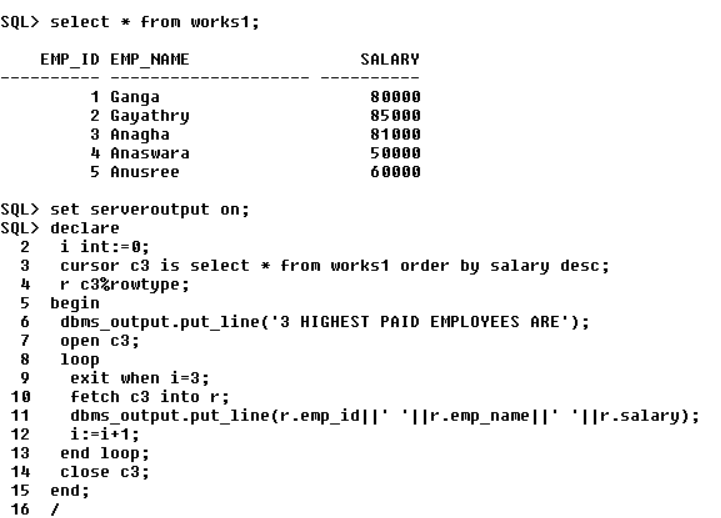 SQL> select * from works1;
    EMP_ID EMP_NAME                 SALARY
---------- -------------------- ----------
         1 Ganga                     80000
         2 Gayathry                  85000
         3 Anagha                    81000
         4 Anaswara                  50000
         5 Anusree                   60000
SQL> set serveroutput on;
SQL> declare
  2   i int:=0;
  3   cursor c3 is select * from works1 order by salary desc;
  4   r c3%rowtype;
  5  begin
  6   dbms_output.put_line('3 HIGHEST PAID EMPLOYEES ARE');
  7   open c3;
  8   loop
  9    exit when i=3;
 10    fetch c3 into r;
 11    dbms_output.put_line(r.emp_id||' '||r.emp_name||' '||r.salary);
 12    i:=i+1;
 13   end loop;
 14   close c3;
 15  end;
 16  /